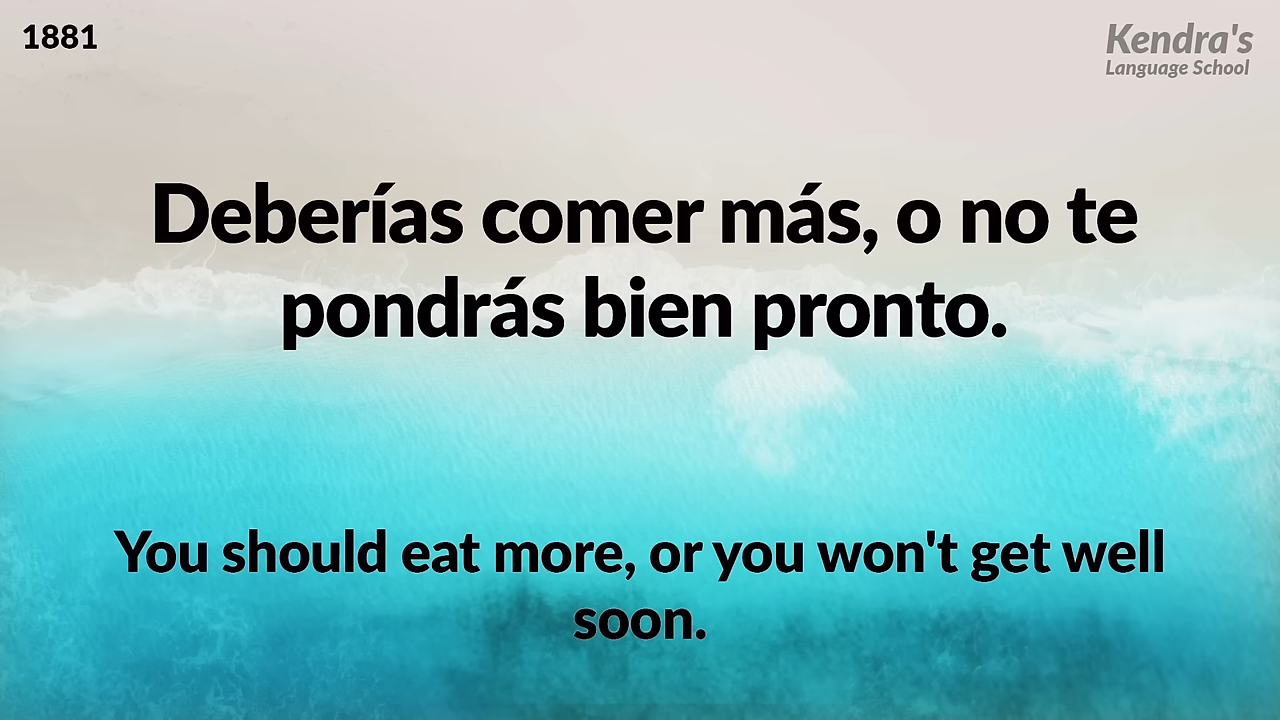 1881
Kendra's
Language School
Deberías comer más, o no te
pondrás bien pronto.
You should eat more, or you won't get well
soon.